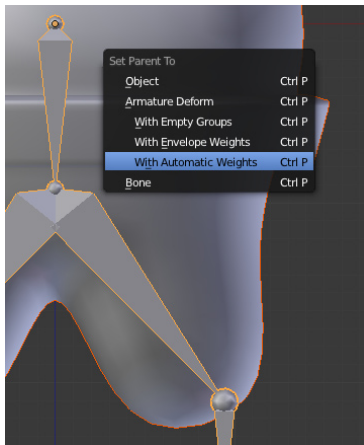 Set Parent To
Object Ctrl P
Armature Deform Ctrl P
With Empty Groups Ctrl P
With Envelope Weights Ctrl P
With Automatic Weights Ctrl P
Bone Ctrl P